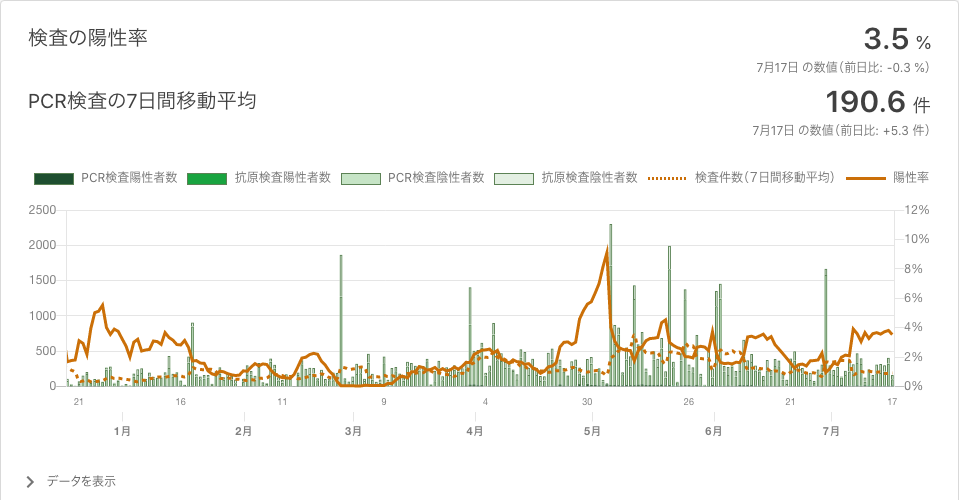 検査の陽性率
3.5 %
7月17日 の数値(前日比: -0.3 %)
PCR検査の7日間移動平均
190.6 件
7月17日 の数値(前日比: +5.3 件)
PCR検査陽性者数 抗原検査陽性者数 PCR検査陰性者数 抗原検査陰性者数 検査件数(7日間移動平均) 陽性率
2500 12%
2000 10%
1500 8%
1000 6%
500 4%
0 2%
0%
21 16 11 9 4 30 26 21 17
1月 2月 3月 4月 5月 6月 7月
データを表示